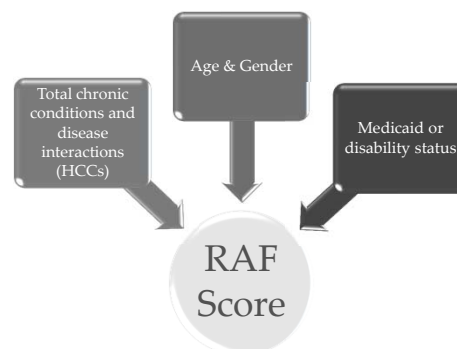 Total chronic
conditions and
disease
interactions
(HCCs)
Age & Gender
Medicaid or
disability status
RAF
Score